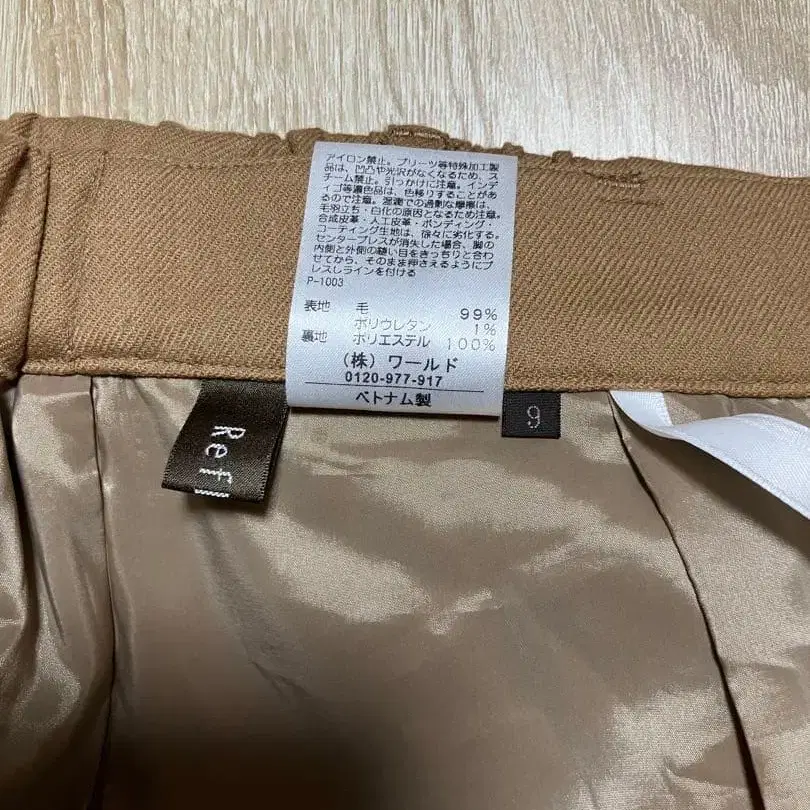 アイロン禁止。プリーツ等特殊加工製
品は、凹凸や光沢がなくなるため、ス
チーム禁止。引っかけに注意。インディ
ゴ等濃色品は、色移りすることがあ
るので注意。湿潤での過剰な摩擦は、
毛羽立ち・白化の原因となるため注意。
合成皮革・人工皮革・ボンディング・
コーティング生地は、徐々に劣化する。
センタープレスが消失した場合、脚の
内側と外側の縫い目をきっちりと合わ
せてから、そのまま押さえるようにプ
レスしラインを付ける
P-1003
表地 毛 99%
ポリウレタン 1%
裏地 ポリエステル 100%
(株) ワールド
0120-977-917
ベトナム製
Ref
9